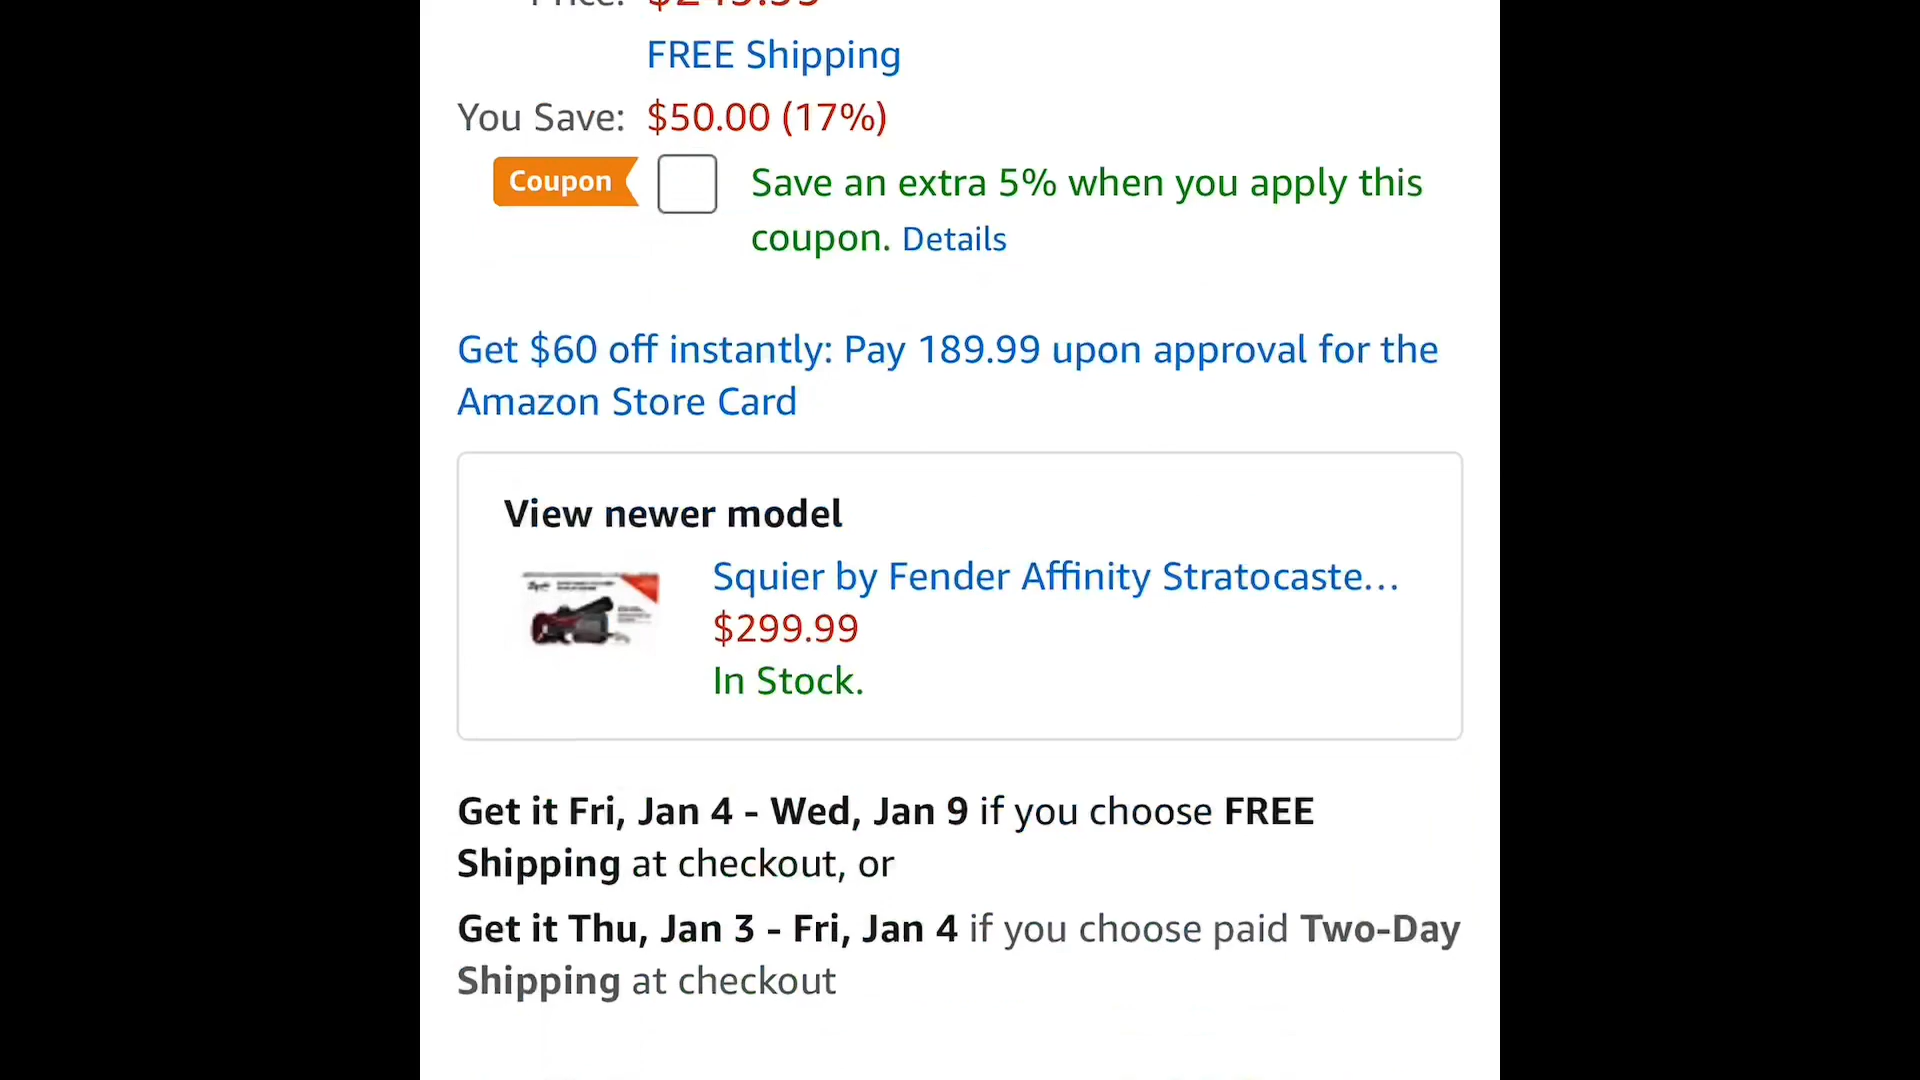 Price: $249.99
FREE Shipping
You Save: $50.00 (17%)
Coupon Save an extra 5% when you apply this
coupon. Details
Get $60 off instantly: Pay 189.99 upon approval for the
Amazon Store Card
View newer model
Squier by Fender Affinity Stratocaste...
$299.99
In Stock.
Get it Fri, Jan 4 - Wed, Jan 9 if you choose FREE
Shipping at checkout, or
Get it Thu, Jan 3 - Fri, Jan 4 if you choose paid Two-Day
Shipping at checkout